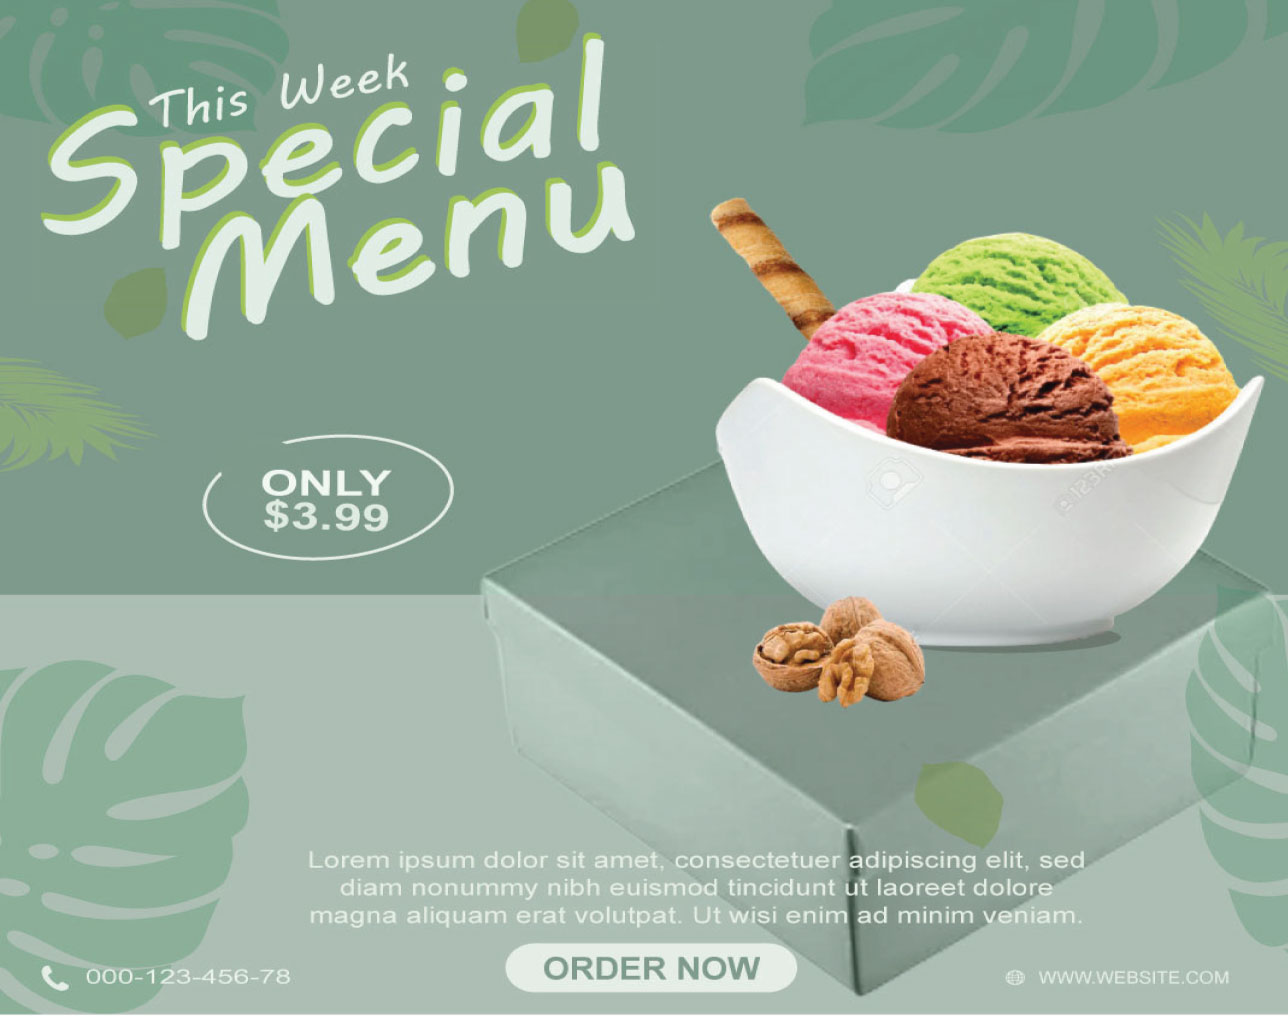 This Week
Special
Menu
ONLY
$3.99
123R
Lorem ipsum dolor sit amet, consectetuer adipiscing elit, sed
diam nonummy nibh euismod tincidunt ut laoreet dolore
magna aliquam erat volutpat. Ut wisi enim ad minim veniam.
000-123-456-78
ORDER NOW
WWW.WEBSITE.COM